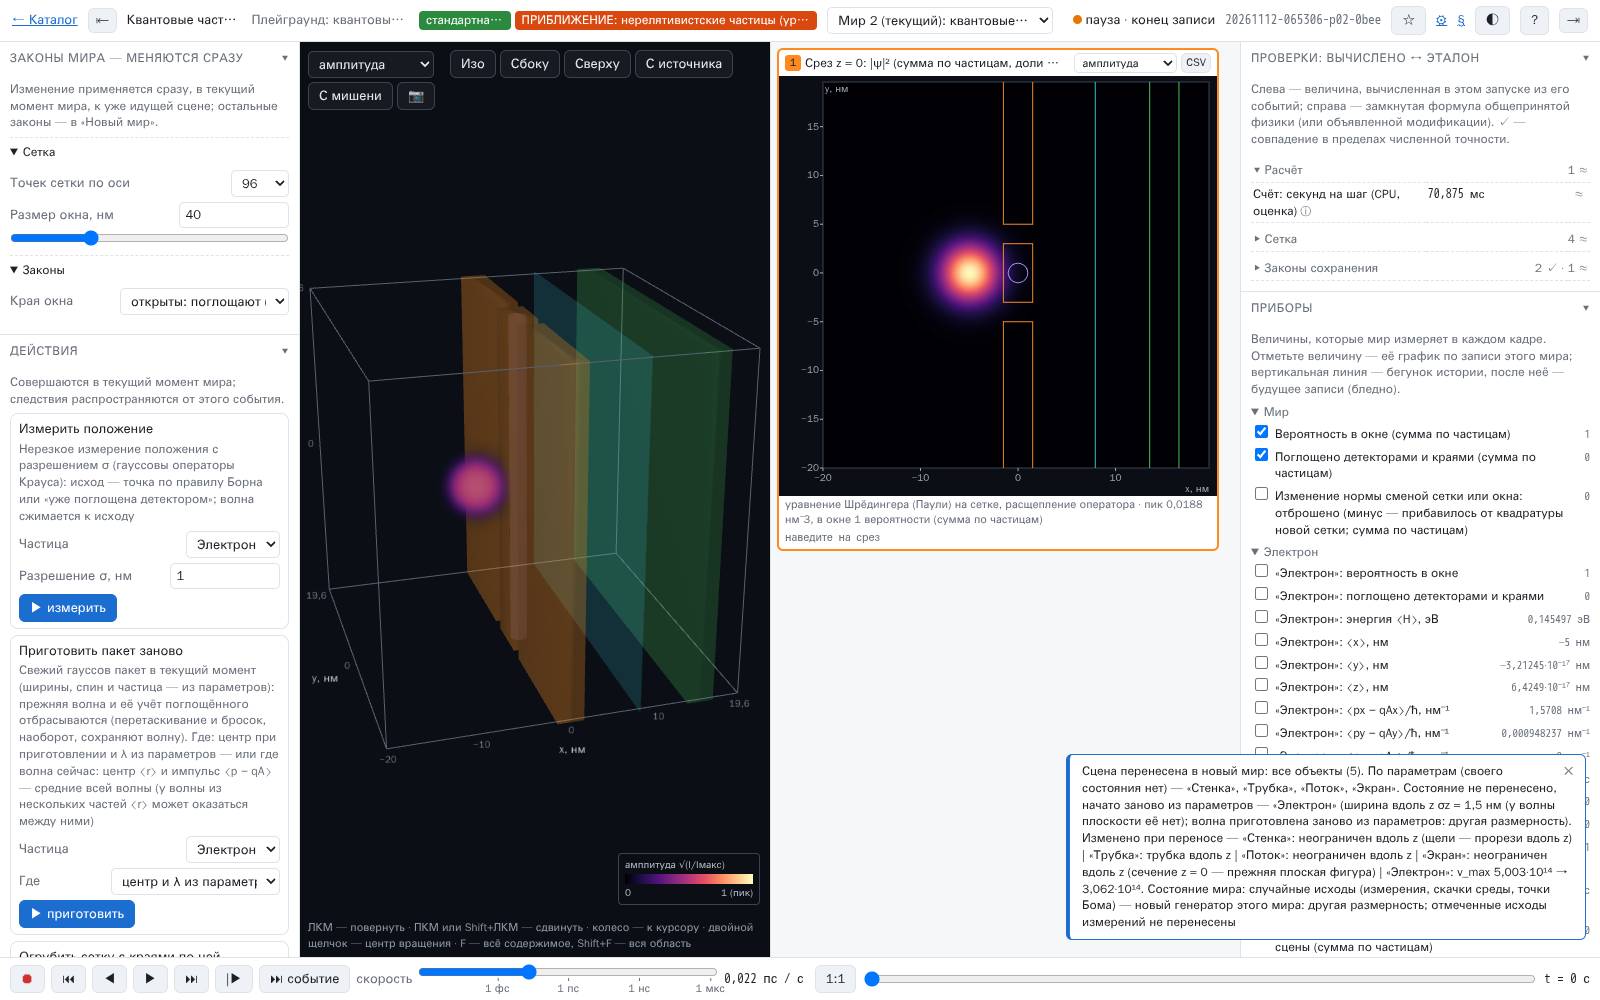 ← Каталог
Квантовые част···
Плейграунд: квантовы···
стандартна···
ПРИБЛИЖЕНИЕ: нерелятивистские частицы (ур···
Мир 2 (текущий): квантовые···
пауза · конец записи
20261112-065306-p02-0bee
ЗАКОНЫ МИРА — МЕНЯЮТСЯ СРАЗУ
Изменение применяется сразу, в текущий
момент мира, к уже идущей сцене; остальные
законы — в «Новый мир».
Сетка
Точек сетки по оси
96
Размер окна, нм
40
Законы
Края окна
открыты: поглощают
ДЕЙСТВИЯ
Совершаются в текущий момент мира;
следствия распространяются от этого события.
Измерить положение
Нерезкое измерение положения с
разрешением σ (гауссовы операторы
Крауса): исход — точка по правилу Борна
или «уже поглощена детектором»; волна
сжимается к исходу
Частица
Электрон
Разрешение σ, нм
1
▶ измерить
Приготовить пакет заново
Свежий гауссов пакет в текущий момент
(ширины, спин и частица — из параметров):
прежняя волна и её учёт поглощённого
отбрасываются (перетаскивание и бросок,
наоборот, сохраняют волну). Где: центр при
приготовлении и λ из параметров — или где
волна сейчас: центр ⟨r⟩ и импульс ⟨p − qA⟩
— средние всей волны (у волны из
нескольких частей ⟨r⟩ может оказаться
между ними)
Частица
Электрон
Где
центр и λ из парамет
▶ приготовить
амплитуда
Изо
Сбоку
Сверху
С источника
С мишени
0
19,6
0
y, нм
−20
−10
x, нм
0
10
19,6
амплитуда √(I/Iмакс)
0
1 (пик)
ЛКМ — повернуть · ПКМ или Shift+ЛКМ — сдвинуть · колесо — к курсору · двойной
щелчок — центр вращения · F — всё содержимое, Shift+F — вся область
1
Срез z = 0: |ψ|² (сумма по частицам, доли ···
амплитуда
CSV
y, нм
15
10
5
0
−5
−10
−15
−20
−20
−10
0
10
x, нм
уравнение Шрёдингера (Паули) на сетке, расщепление оператора · пик 0,0188
нм⁻3, в окне 1 вероятности (сумма по частицам)
наведите на срез
ПРОВЕРКИ: ВЫЧИСЛЕНО ↔ ЭТАЛОН
Слева — величина, вычисленная в этом запуске из его
событий; справа — замкнутая формула общепринятой
физики (или объявленной модификации). ✓ —
совпадение в пределах численной точности.
Расчёт
1 ≈
Счёт: секунд на шаг (CPU,
оценка) ⓘ
70,875 мс
≈
Сетка
4 ≈
Законы сохранения
2 ✓ · 1 ≈
ПРИБОРЫ
Величины, которые мир измеряет в каждом кадре.
Отметьте величину — её график по записи этого мира;
вертикальная линия — бегунок истории, после неё —
будущее записи (бледно).
Мир
Вероятность в окне (сумма по частицам)
1
Поглощено детекторами и краями (сумма по
частицам)
0
Изменение нормы сменой сетки или окна:
отброшено (минус — прибавилось от квадратуры
новой сетки; сумма по частицам)
0
Электрон
«Электрон»: вероятность в окне
1
«Электрон»: поглощено детекторами и краями
0
«Электрон»: энергия ⟨H⟩, эВ
0,145497 эВ
«Электрон»: ⟨x⟩, нм
−5 нм
«Электрон»: ⟨y⟩, нм
−3,21245·10⁻¹⁷ нм
«Электрон»: ⟨z⟩, нм
6,4249·10⁻¹⁷ нм
«Электрон»: ⟨px − qAx⟩/ħ, нм⁻¹
1,5708 нм⁻¹
«Электрон»: ⟨py − qAy⟩/ħ, нм⁻¹
0,000948237 нм⁻¹
Сцена перенесена в новый мир: все объекты (5). По параметрам (своего
состояния нет) — «Стенка», «Трубка», «Поток», «Экран». Состояние не перенесено,
начато заново из параметров — «Электрон» (ширина вдоль z σz = 1,5 нм (у волны
плоскости её нет); волна приготовлена заново из параметров: другая размерность).
Изменено при переносе — «Стенка»: неограничен вдоль z (щели — прорези вдоль z)
| «Трубка»: трубка вдоль z | «Поток»: неограничен вдоль z | «Экран»: неограничен
вдоль z (сечение z = 0 — прежняя плоская фигура) | «Электрон»: v_max 5,003·10¹⁴ →
3,062·10¹⁴. Состояние мира: случайные исходы (измерения, скачки среды, точки
Бома) — новый генератор этого мира: другая размерность; отмеченные исходы
измерений не перенесены
сцены (сумма по частицам)
⏭ событие
скорость
1 фс
1 пс
1 нс
1 мкс
0,022 пс / с
1:1
t = 0 с